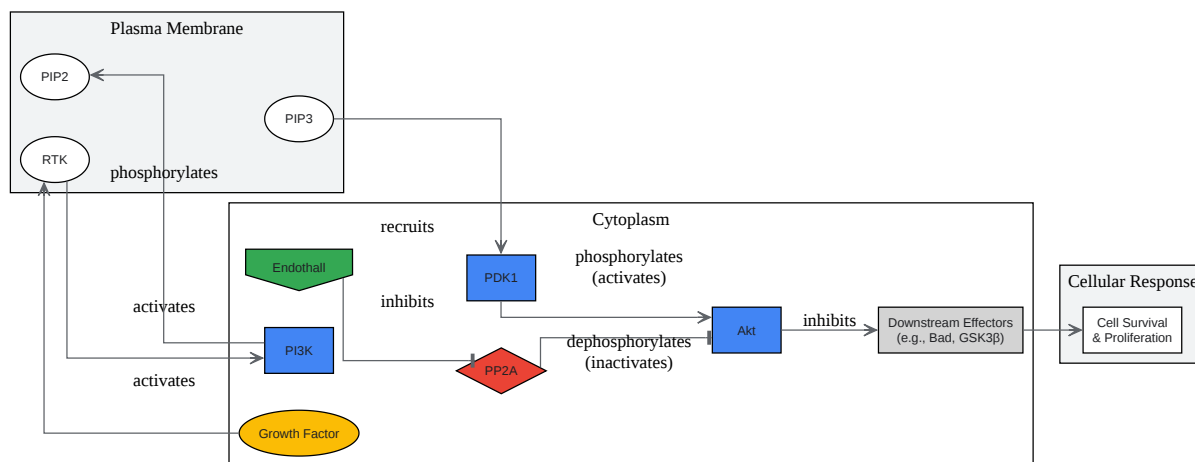 Plasma Membrane
PIP2
PIP3
RTK
phosphorylates
Cytoplasm
recruits
Endothall
PDK1
phosphorylates
(activates)
Cellular Response
activates
inhibits
Akt
inhibits
Downstream Effectors
(e.g., Bad, GSK3β)
Cell Survival
& Proliferation
PI3K
dephosphorylates
(inactivates)
activates
PP2A
Growth Factor